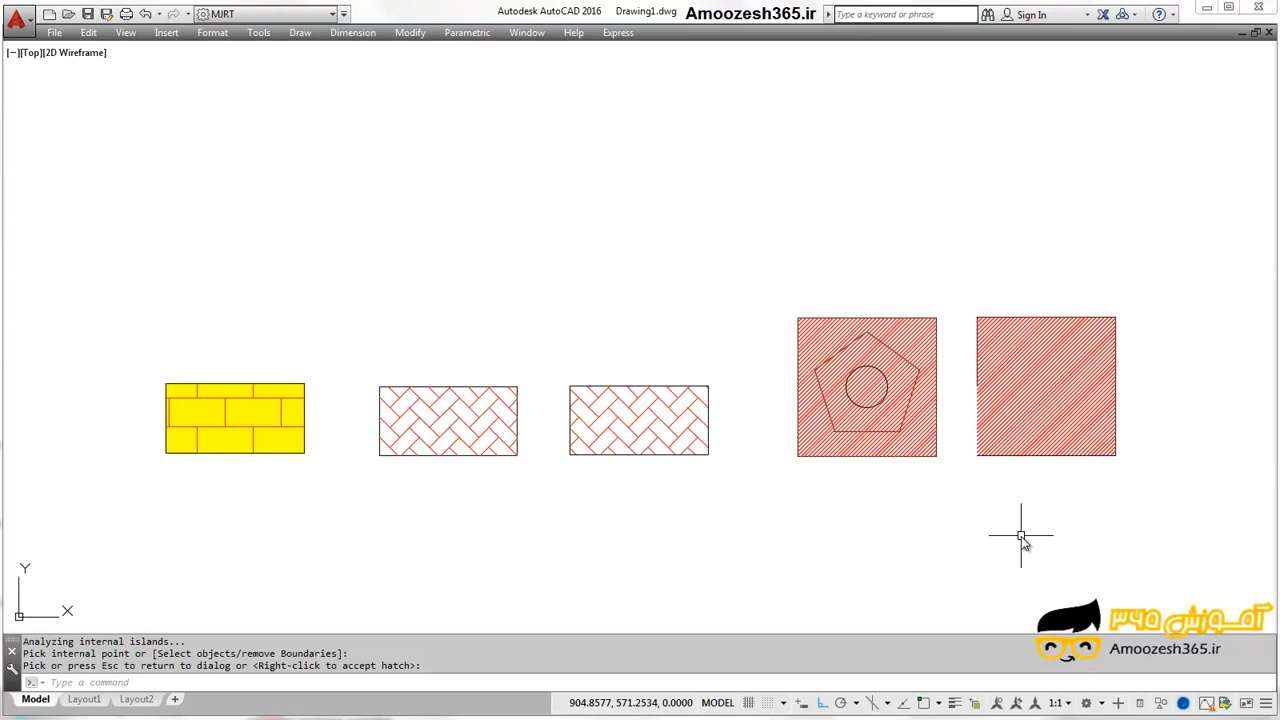 MJRT
Autodesk AutoCAD 2016 Drawing1.dwg
Amoozesh365.ir
Type a keyword or phrase
Sign In
File Edit View Insert Format Tools Draw Dimension Modify Parametric Window Help Express
[−][Top][2D Wireframe]
Y
X
آموزش ۳۶۵
Amoozesh365.ir
Analyzing internal islands...
Pick internal point or [Select objects/remove Boundaries]:
Pick or press Esc to return to dialog or <Right-click to accept hatch>:
Type a command
Model Layout1 Layout2 +
-904.8577, 571.2534, 0.0000 MODEL 1:1